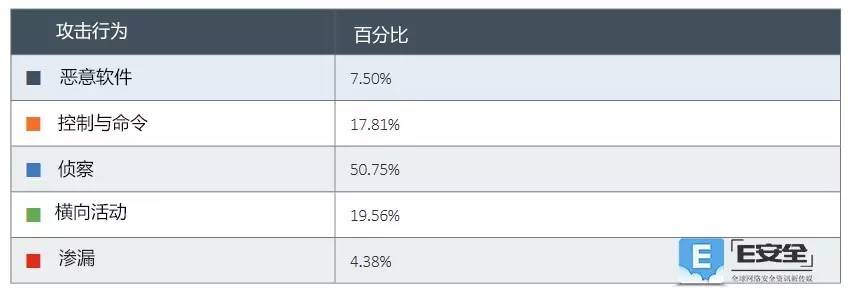 攻击行为 百分比
恶意软件 7.50%
控制与命令 17.81%
侦察 50.75%
横向活动 19.56%
渗漏 4.38%
E E安全
全球网络安全资讯新传媒